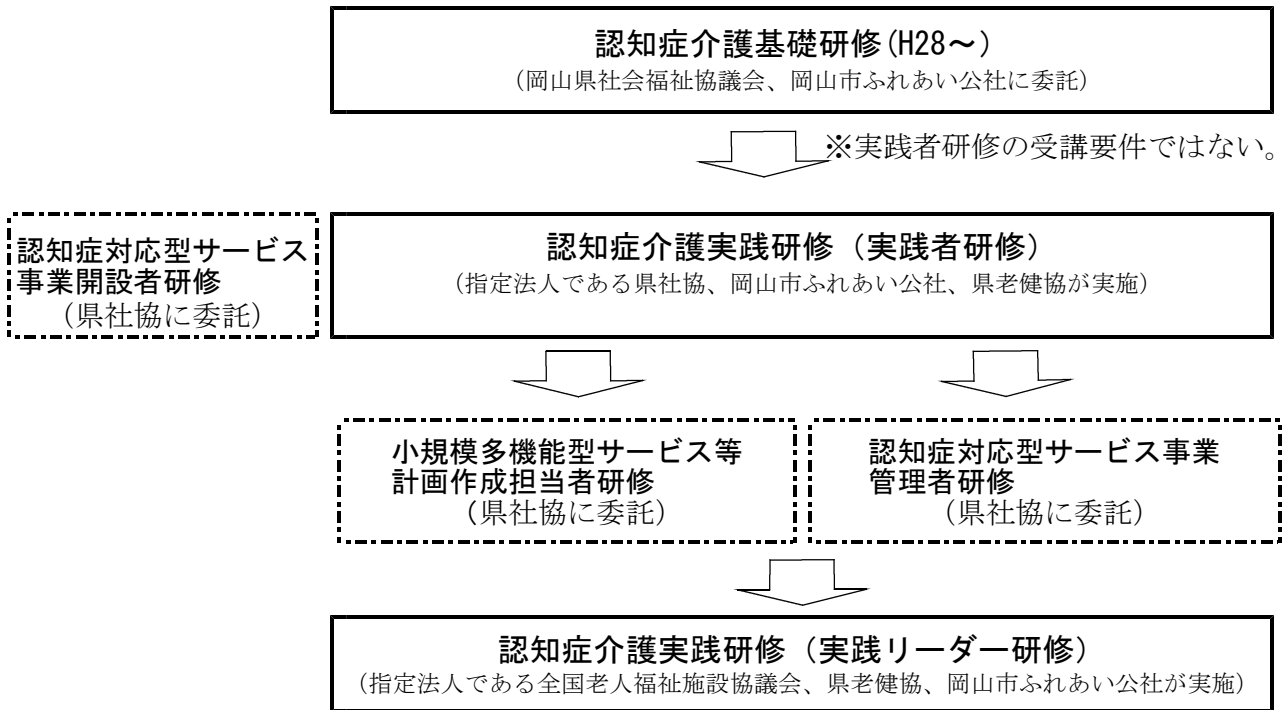 認知症介護基礎研修(H28～)
（岡山県社会福祉協議会、岡山市ふれあい公社に委託）
※実践者研修の受講要件ではない。
認知症対応型サービス
事業開設者研修
（県社協に委託）
認知症介護実践研修（実践者研修）
（指定法人である県社協、岡山市ふれあい公社、県老健協が実施）
小規模多機能型サービス等
計画作成担当者研修
（県社協に委託）
認知症対応型サービス事業
管理者研修
（県社協に委託）
認知症介護実践研修（実践リーダー研修）
（指定法人である全国老人福祉施設協議会、県老健協、岡山市ふれあい公社が実施）